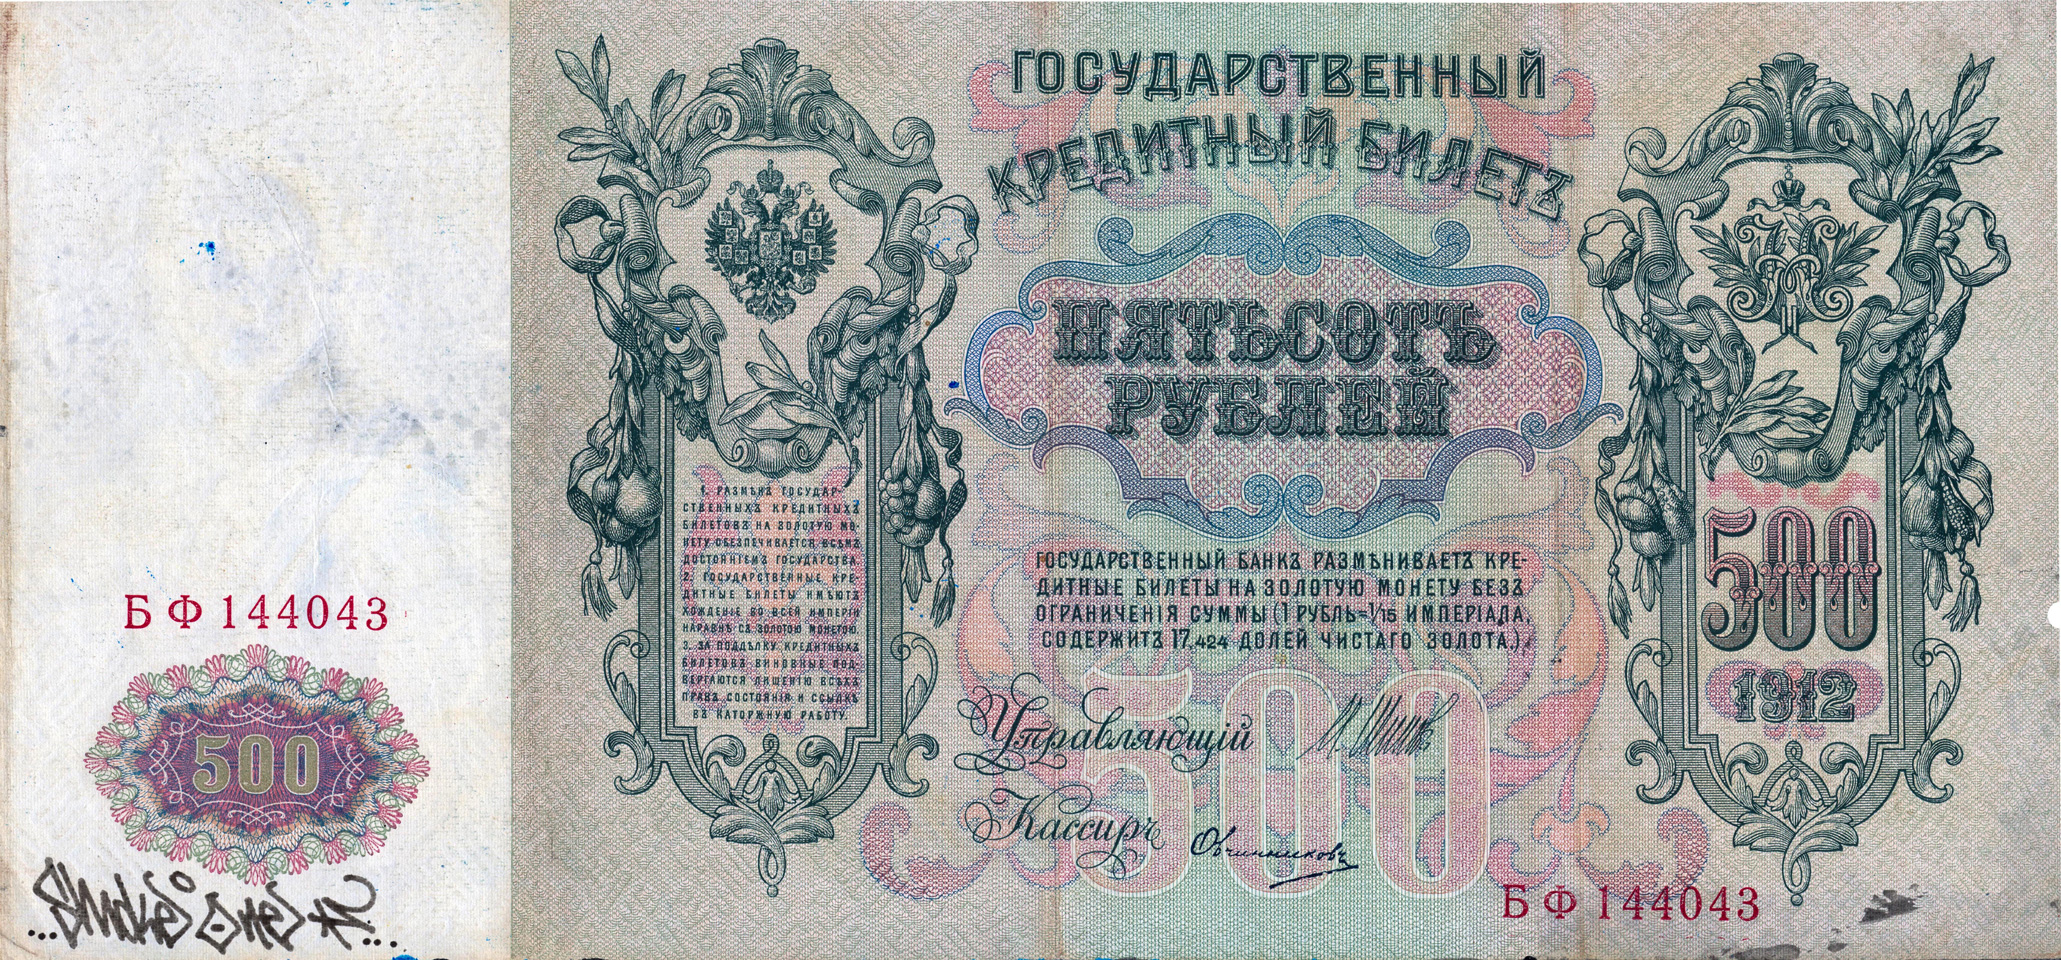 ГОСУДАРСТВЕННЫЙ
КРЕДИТНЫЙ БИЛЕТЪ
ПЯТЬСОТЪ
РУБЛЕЙ
1. РАЗМѢНЪ ГОСУДАР-
СТВЕННЫХЪ КРЕДИТНЫХЪ
БИЛЕТОВЪ НА ЗОЛОТУЮ МО-
НЕТУ ОБЕЗПЕЧИВАЕТСЯ ВСѢМЪ
ДОСТОЯНІЕМЪ ГОСУДАРСТВА.
2. ГОСУДАРСТВЕННЫЕ КРЕ-
ДИТНЫЕ БИЛЕТЫ ИМѢЮТЪ
ХОЖДЕНІЕ ВО ВСЕЙ ИМПЕРІИ
НАРАВНѢ СЪ ЗОЛОТОЮ МОНЕТОЮ.
3. ЗА ПОДДѢЛКУ КРЕДИТНЫХЪ
БИЛЕТОВЪ ВИНОВНЫЕ ПОД-
ВЕРГАЮТСЯ ЛИШЕНІЮ ВСѢХЪ
ПРАВЪ СОСТОЯНІЯ И ССЫЛКѢ
ВЪ КАТОРЖНУЮ РАБОТУ.
ГОСУДАРСТВЕННЫЙ БАНКЪ РАЗМѢНИВАЕТЪ КРЕ-
ДИТНЫЕ БИЛЕТЫ НА ЗОЛОТУЮ МОНЕТУ БЕЗЪ
ОГРАНИЧЕНІЯ СУММЫ (1 РУБЛЬ=1/15 ИМПЕРІАЛА,
СОДЕРЖИТЪ 17,424 ДОЛЕЙ ЧИСТАГО ЗОЛОТА.)
500
1912
БФ 144043
500
Управляющій И. Шипов
500
Кассиръ Овчинниковъ
БФ 144043